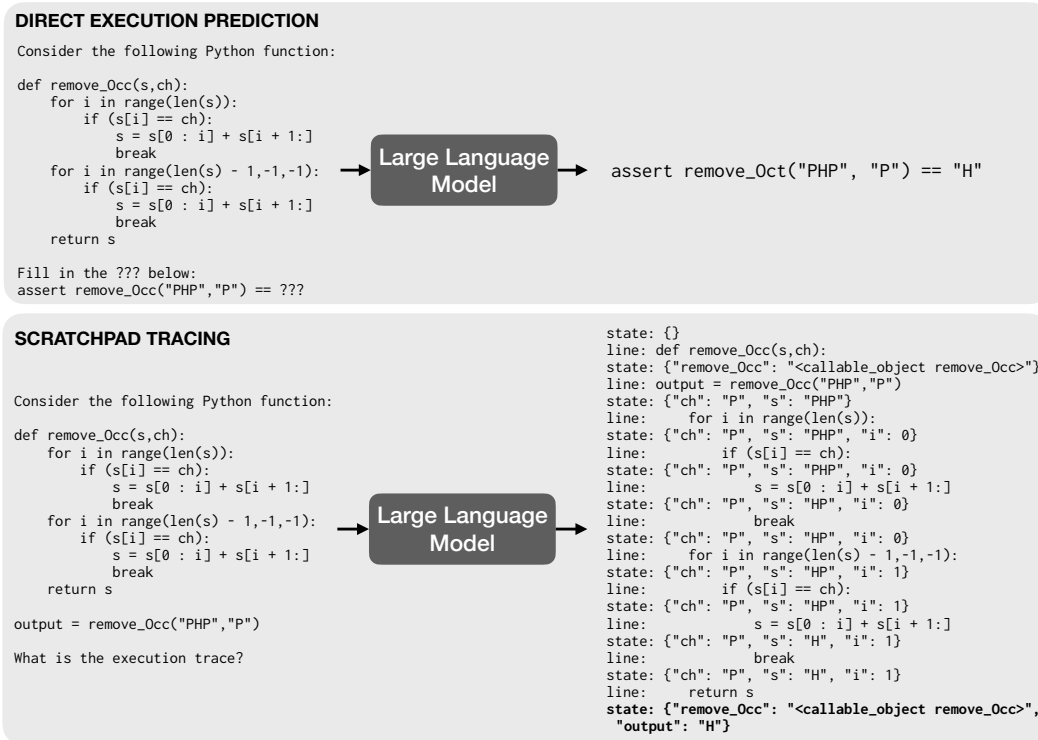 DIRECT EXECUTION PREDICTION
Consider the following Python function:
def remove_Occ(s,ch):
    for i in range(len(s)):
        if (s[i] == ch):
            s = s[0 : i] + s[i + 1:]
            break
    for i in range(len(s) - 1,-1,-1):
        if (s[i] == ch):
            s = s[0 : i] + s[i + 1:]
            break
    return s
Fill in the ??? below:
assert remove_Occ("PHP","P") == ???
Large Language
Model
assert remove_Oct("PHP", "P") == "H"
SCRATCHPAD TRACING
Consider the following Python function:
def remove_Occ(s,ch):
    for i in range(len(s)):
        if (s[i] == ch):
            s = s[0 : i] + s[i + 1:]
            break
    for i in range(len(s) - 1,-1,-1):
        if (s[i] == ch):
            s = s[0 : i] + s[i + 1:]
            break
    return s
output = remove_Occ("PHP","P")
What is the execution trace?
Large Language
Model
state: {}
line: def remove_Occ(s,ch):
state: {"remove_Occ": "<callable_object remove_Occ>"}
line: output = remove_Occ("PHP","P")
state: {"ch": "P", "s": "PHP"}
line:     for i in range(len(s)):
state: {"ch": "P", "s": "PHP", "i": 0}
line:         if (s[i] == ch):
state: {"ch": "P", "s": "PHP", "i": 0}
line:             s = s[0 : i] + s[i + 1:]
state: {"ch": "P", "s": "HP", "i": 0}
line:             break
state: {"ch": "P", "s": "HP", "i": 0}
line:     for i in range(len(s) - 1,-1,-1):
state: {"ch": "P", "s": "HP", "i": 1}
line:         if (s[i] == ch):
state: {"ch": "P", "s": "HP", "i": 1}
line:             s = s[0 : i] + s[i + 1:]
state: {"ch": "P", "s": "H", "i": 1}
line:             break
state: {"ch": "P", "s": "H", "i": 1}
line:     return s
state: {"remove_Occ": "<callable_object remove_Occ>",
"output": "H"}